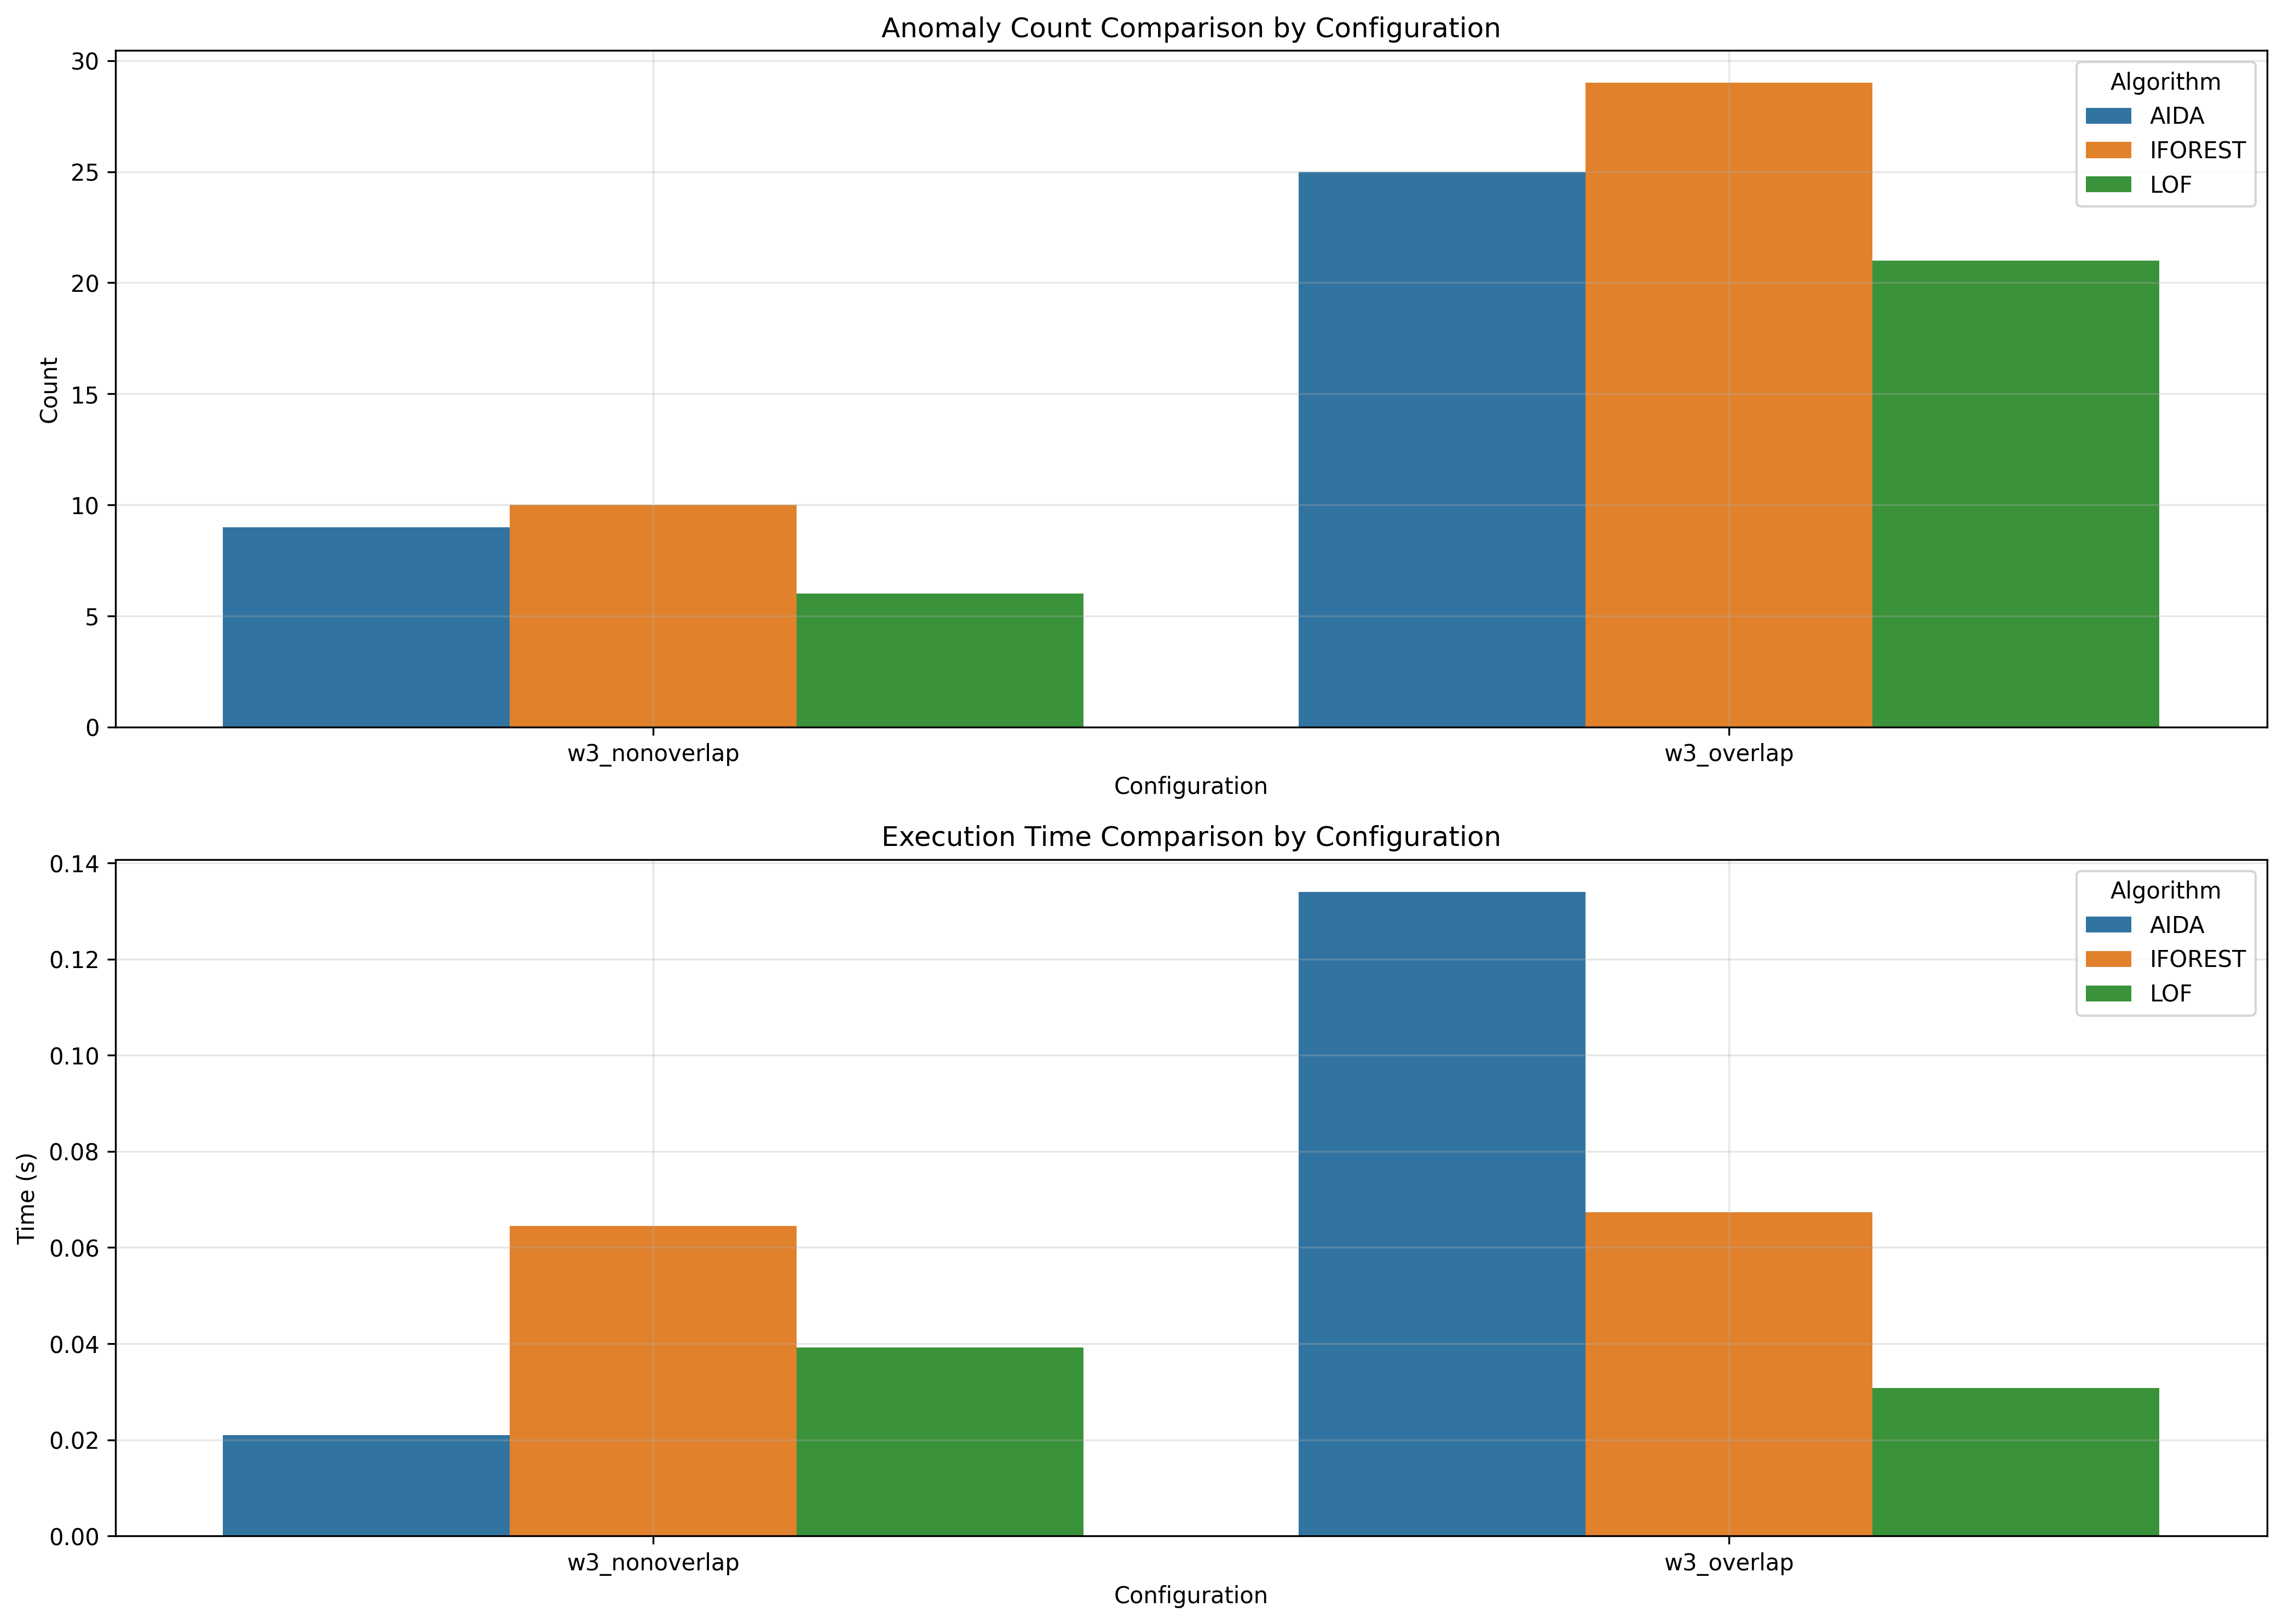 Anomaly Count Comparison by Configuration
30
25
20
15
10
5
0
Count
Algorithm
AIDA
IFOREST
LOF
w3_nonoverlap
w3_overlap
Configuration
Execution Time Comparison by Configuration
0.14
0.12
0.10
0.08
0.06
0.04
0.02
0.00
Time (s)
Algorithm
AIDA
IFOREST
LOF
w3_nonoverlap
w3_overlap
Configuration